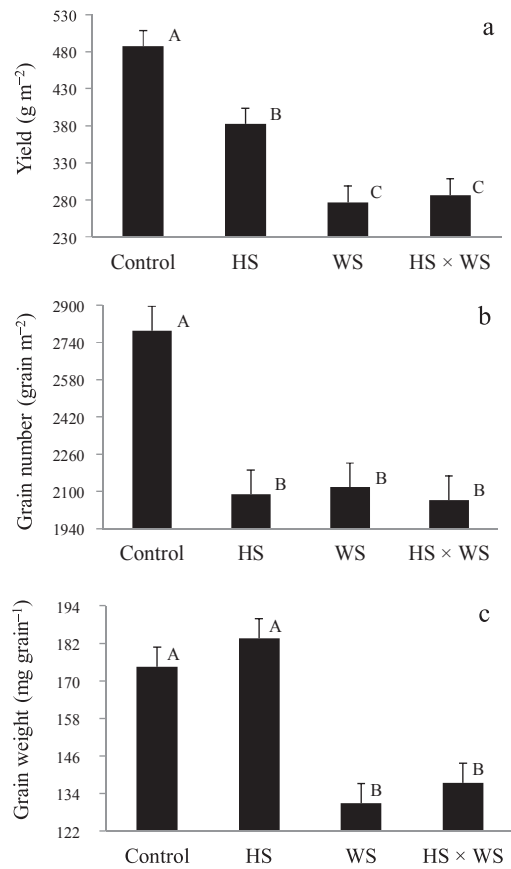 a
Yield (g m⁻²)
530
480
430
380
330
280
230
A
B
C
C
Control HS WS HS × WS
b
Grain number (grain m⁻²)
2900
2740
2580
2420
2260
2100
1940
A
B
B
B
Control HS WS HS × WS
c
Grain weight (mg grain⁻¹)
194
182
170
158
146
134
122
A
A
B
B
Control HS WS HS × WS